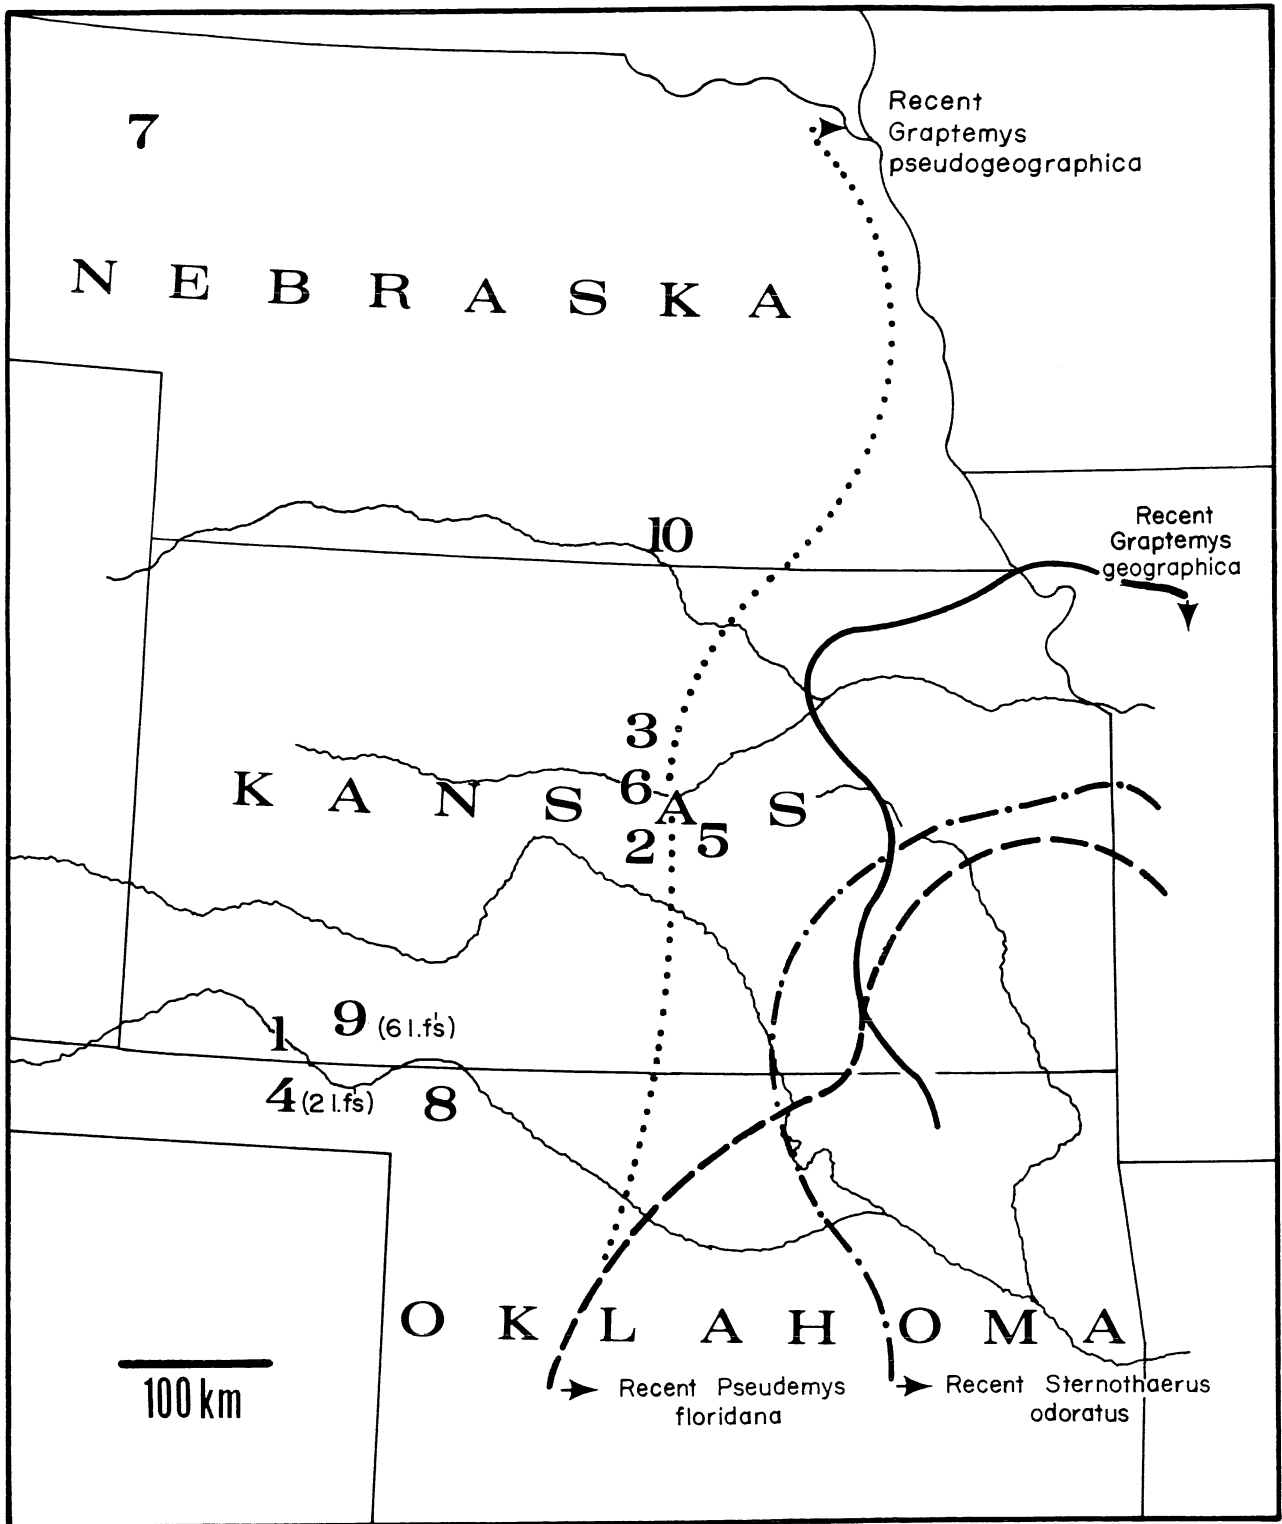 Recent
Graptemys
pseudogeographica
7
N E B R A S K A
10
Recent
Graptemys
geographica
3
6
K A N S A S
2 5
1 9 (6 l.f's)
4 (2 l.fs) 8
O K L A H O M A
100 km
Recent Pseudemys
floridana
Recent Sternothaerus
odoratus